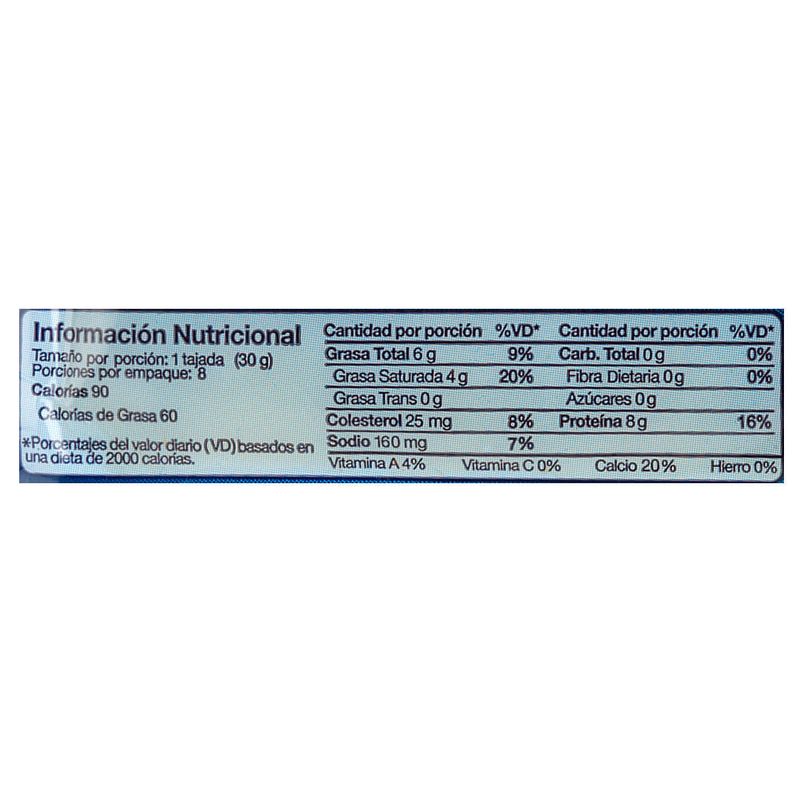 Información Nutricional
Tamaño por porción: 1 tajada (30 g)
Porciones por empaque: 8
Calorías 90
Calorías de Grasa 60
*Porcentajes del valor diario (VD) basados en
una dieta de 2000 calorías.
Cantidad por porción %VD* Cantidad por porción %VD*
Grasa Total 6 g 9% Carb. Total 0 g 0%
Grasa Saturada 4 g 20% Fibra Dietaria 0 g 0%
Grasa Trans 0 g Azúcares 0 g
Colesterol 25 mg 8% Proteína 8 g 16%
Sodio 160 mg 7%
Vitamina A 4% Vitamina C 0% Calcio 20% Hierro 0%